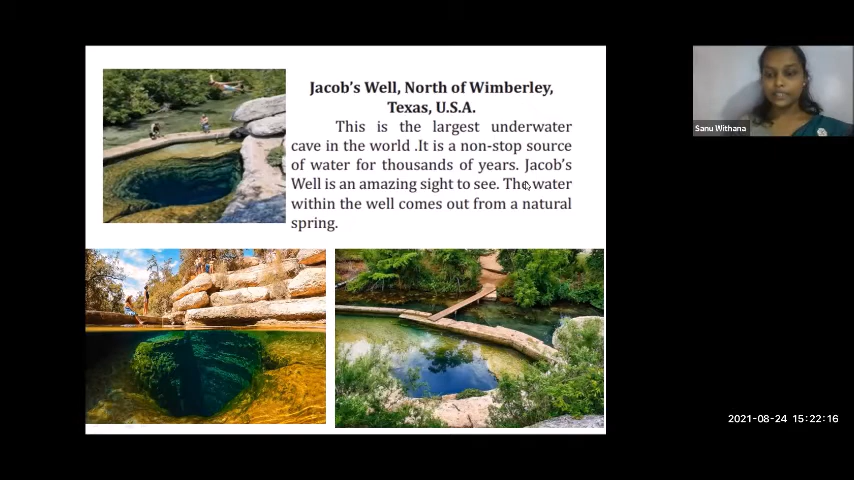 Jacob's Well, North of Wimberley,
Texas, U.S.A.
This is the largest underwater
cave in the world .It is a non-stop source
of water for thousands of years. Jacob's
Well is an amazing sight to see. The water
within the well comes out from a natural
spring.
Sanu Withana
2021-08-24 15:22:16